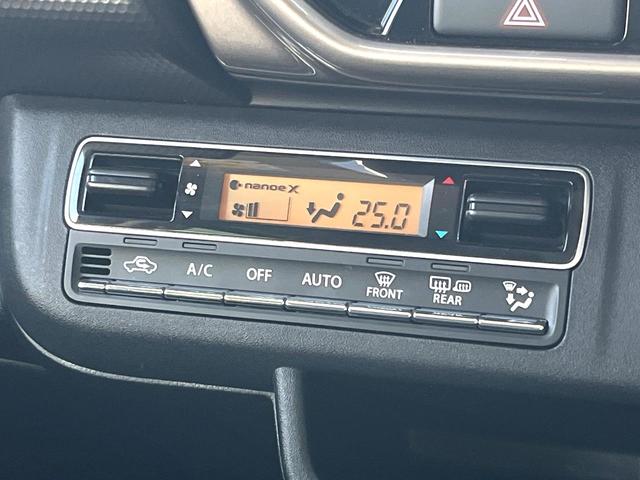 nanoe X
25.0
A/C OFF AUTO FRONT REAR